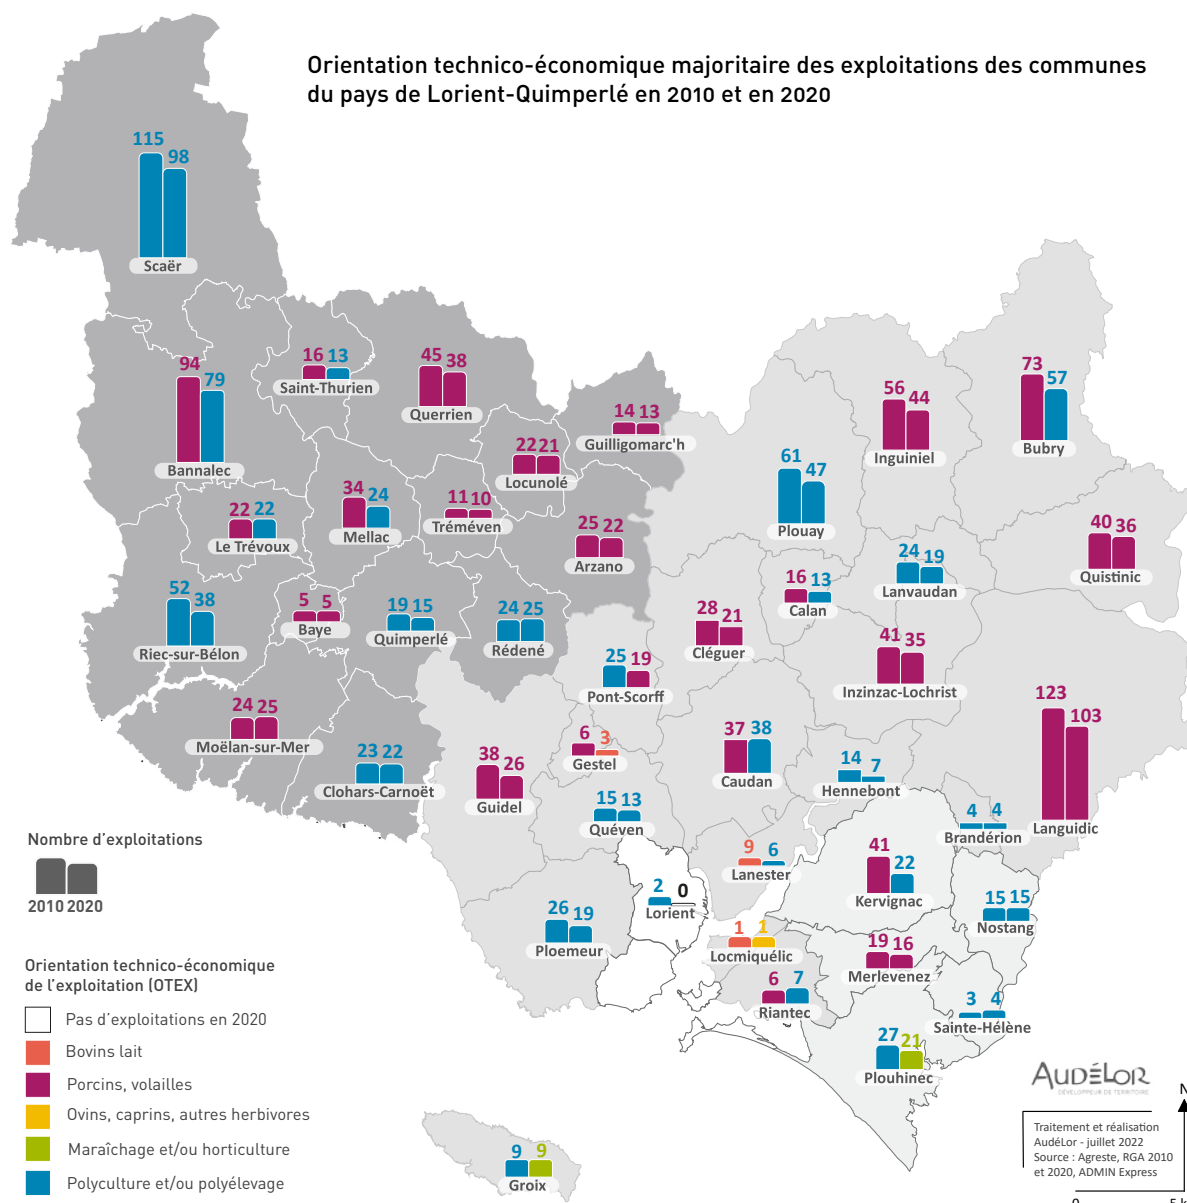 Orientation technico-économique majoritaire des exploitations des communes
du pays de Lorient-Quimperlé en 2010 et en 2020
115 98
Scaër
16 13
Saint-Thurien
45 38
Querrien
94 79
Bannalec
14 13
Guilligomarc'h
22 21
Locunolé
56 44
Inguiniel
73 57
Bubry
61 47
Plouay
22 22
Le Trévoux
34 24
Mellac
11 10
Tréméven
25 22
Arzano
40 36
Quistinic
24 19
Lanvaudan
16 13
Calan
52 38
Riec-sur-Bélon
5 5
Baye
19 15
Quimperlé
24 25
Rédené
28 21
Cléguer
41 35
Inzinzac-Lochrist
25 19
Pont-Scorff
24 25
Moëlan-sur-Mer
123 103
Languidic
23 22
Clohars-Carnoët
38 26
Guidel
6 3
Gestel
37 38
Caudan
14 7
Hennebont
15 13
Quéven
4 4
Brandérion
9 6
Lanester
41 22
Kervignac
2 0
Lorient
15 15
Nostang
26 19
Ploemeur
1 1
Locmiquélic
19 16
Merlevenez
6 7
Riantec
3 4
Sainte-Hélène
27 21
Plouhinec
9 9
Groix
Nombre d'exploitations
2010 2020
Orientation technico-économique
de l'exploitation (OTEX)
Pas d'exploitations en 2020
Bovins lait
Porcins, volailles
Ovins, caprins, autres herbivores
Maraîchage et/ou horticulture
Polyculture et/ou polyélevage
AUDÉLOR
DÉVELOPPEUR DE TERRITOIRE
Traitement et réalisation
AudéLor - juillet 2022
Source : Agreste, RGA 2010
et 2020, ADMIN Express
N
0 5 k